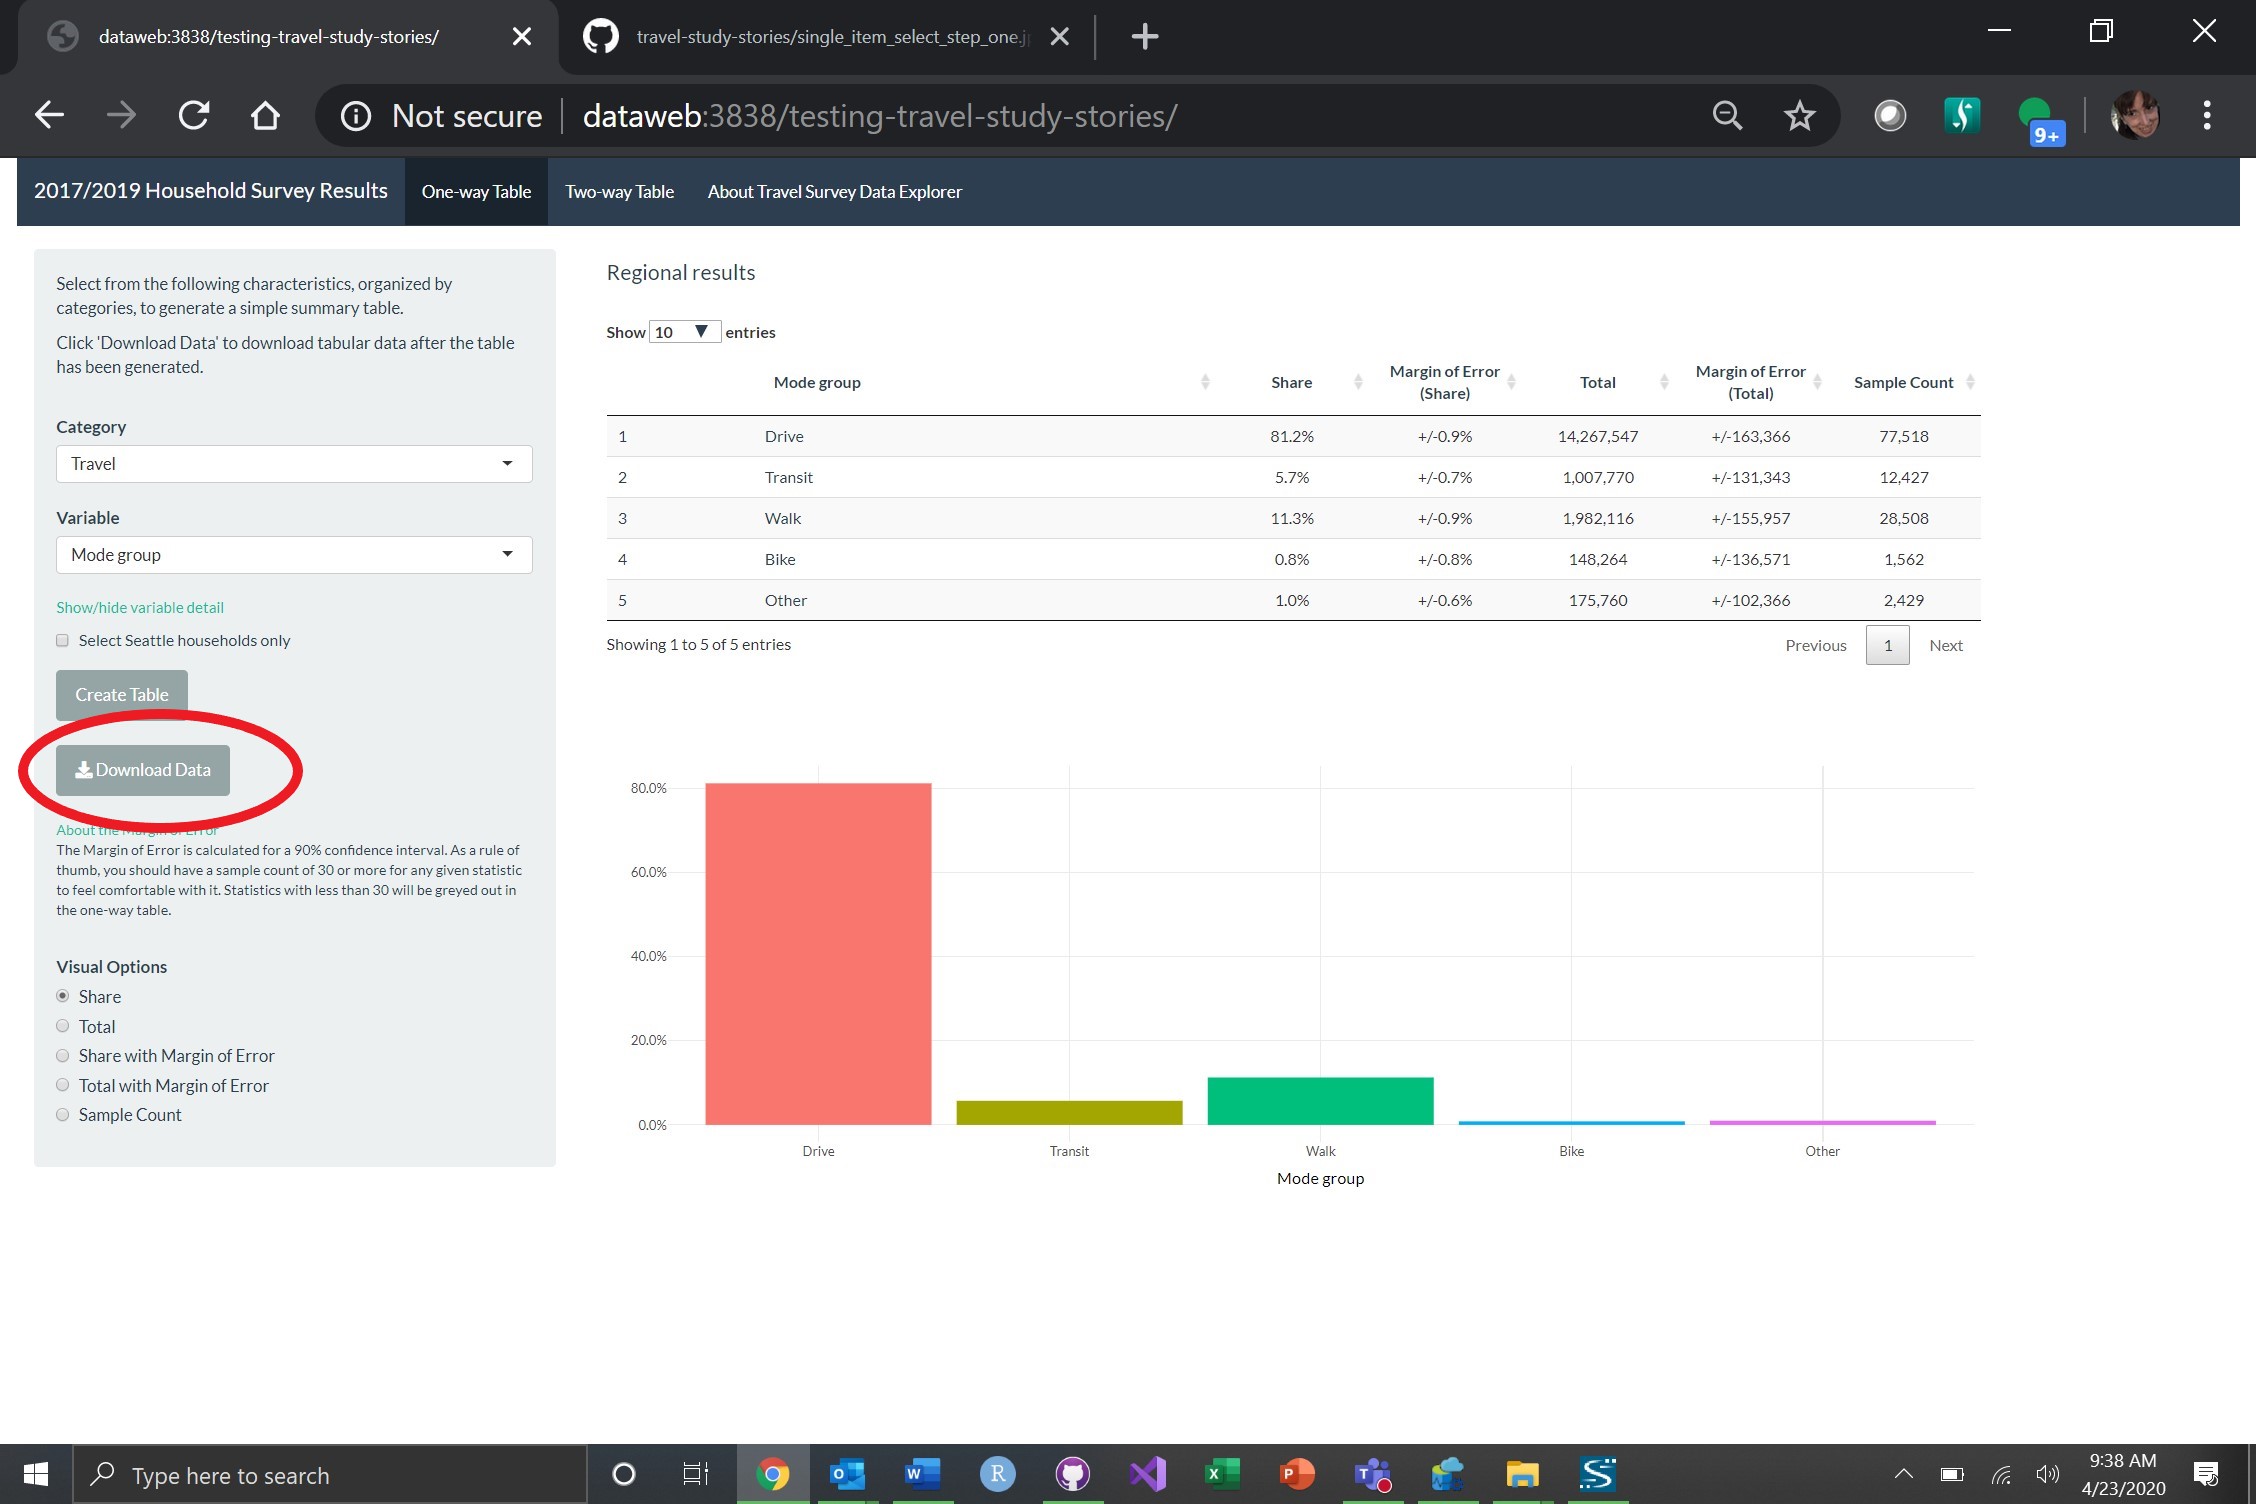 dataweb:3838/testing-travel-study-stories/
travel-study-stories/single_item_select_step_one.j
Not secure dataweb:3838/testing-travel-study-stories/
9+
2017/2019 Household Survey Results One-way Table Two-way Table About Travel Survey Data Explorer
Select from the following characteristics, organized by
categories, to generate a simple summary table.
Click 'Download Data' to download tabular data after the table
has been generated.
Category
Travel
Variable
Mode group
Show/hide variable detail
Select Seattle households only
Create Table
Download Data
About the Margin of Error
The Margin of Error is calculated for a 90% confidence interval. As a rule of
thumb, you should have a sample count of 30 or more for any given statistic
to feel comfortable with it. Statistics with less than 30 will be greyed out in
the one-way table.
Visual Options
Share
Total
Share with Margin of Error
Total with Margin of Error
Sample Count
Regional results
Show 10 entries
Mode group Share Margin of Error (Share) Total Margin of Error (Total) Sample Count
1 Drive 81.2% +/-0.9% 14,267,547 +/-163,366 77,518
2 Transit 5.7% +/-0.7% 1,007,770 +/-131,343 12,427
3 Walk 11.3% +/-0.9% 1,982,116 +/-155,957 28,508
4 Bike 0.8% +/-0.8% 148,264 +/-136,571 1,562
5 Other 1.0% +/-0.6% 175,760 +/-102,366 2,429
Showing 1 to 5 of 5 entries
Previous 1 Next
80.0%
60.0%
40.0%
20.0%
0.0%
Drive Transit Walk Bike Other
Mode group
Type here to search
9:38 AM
4/23/2020